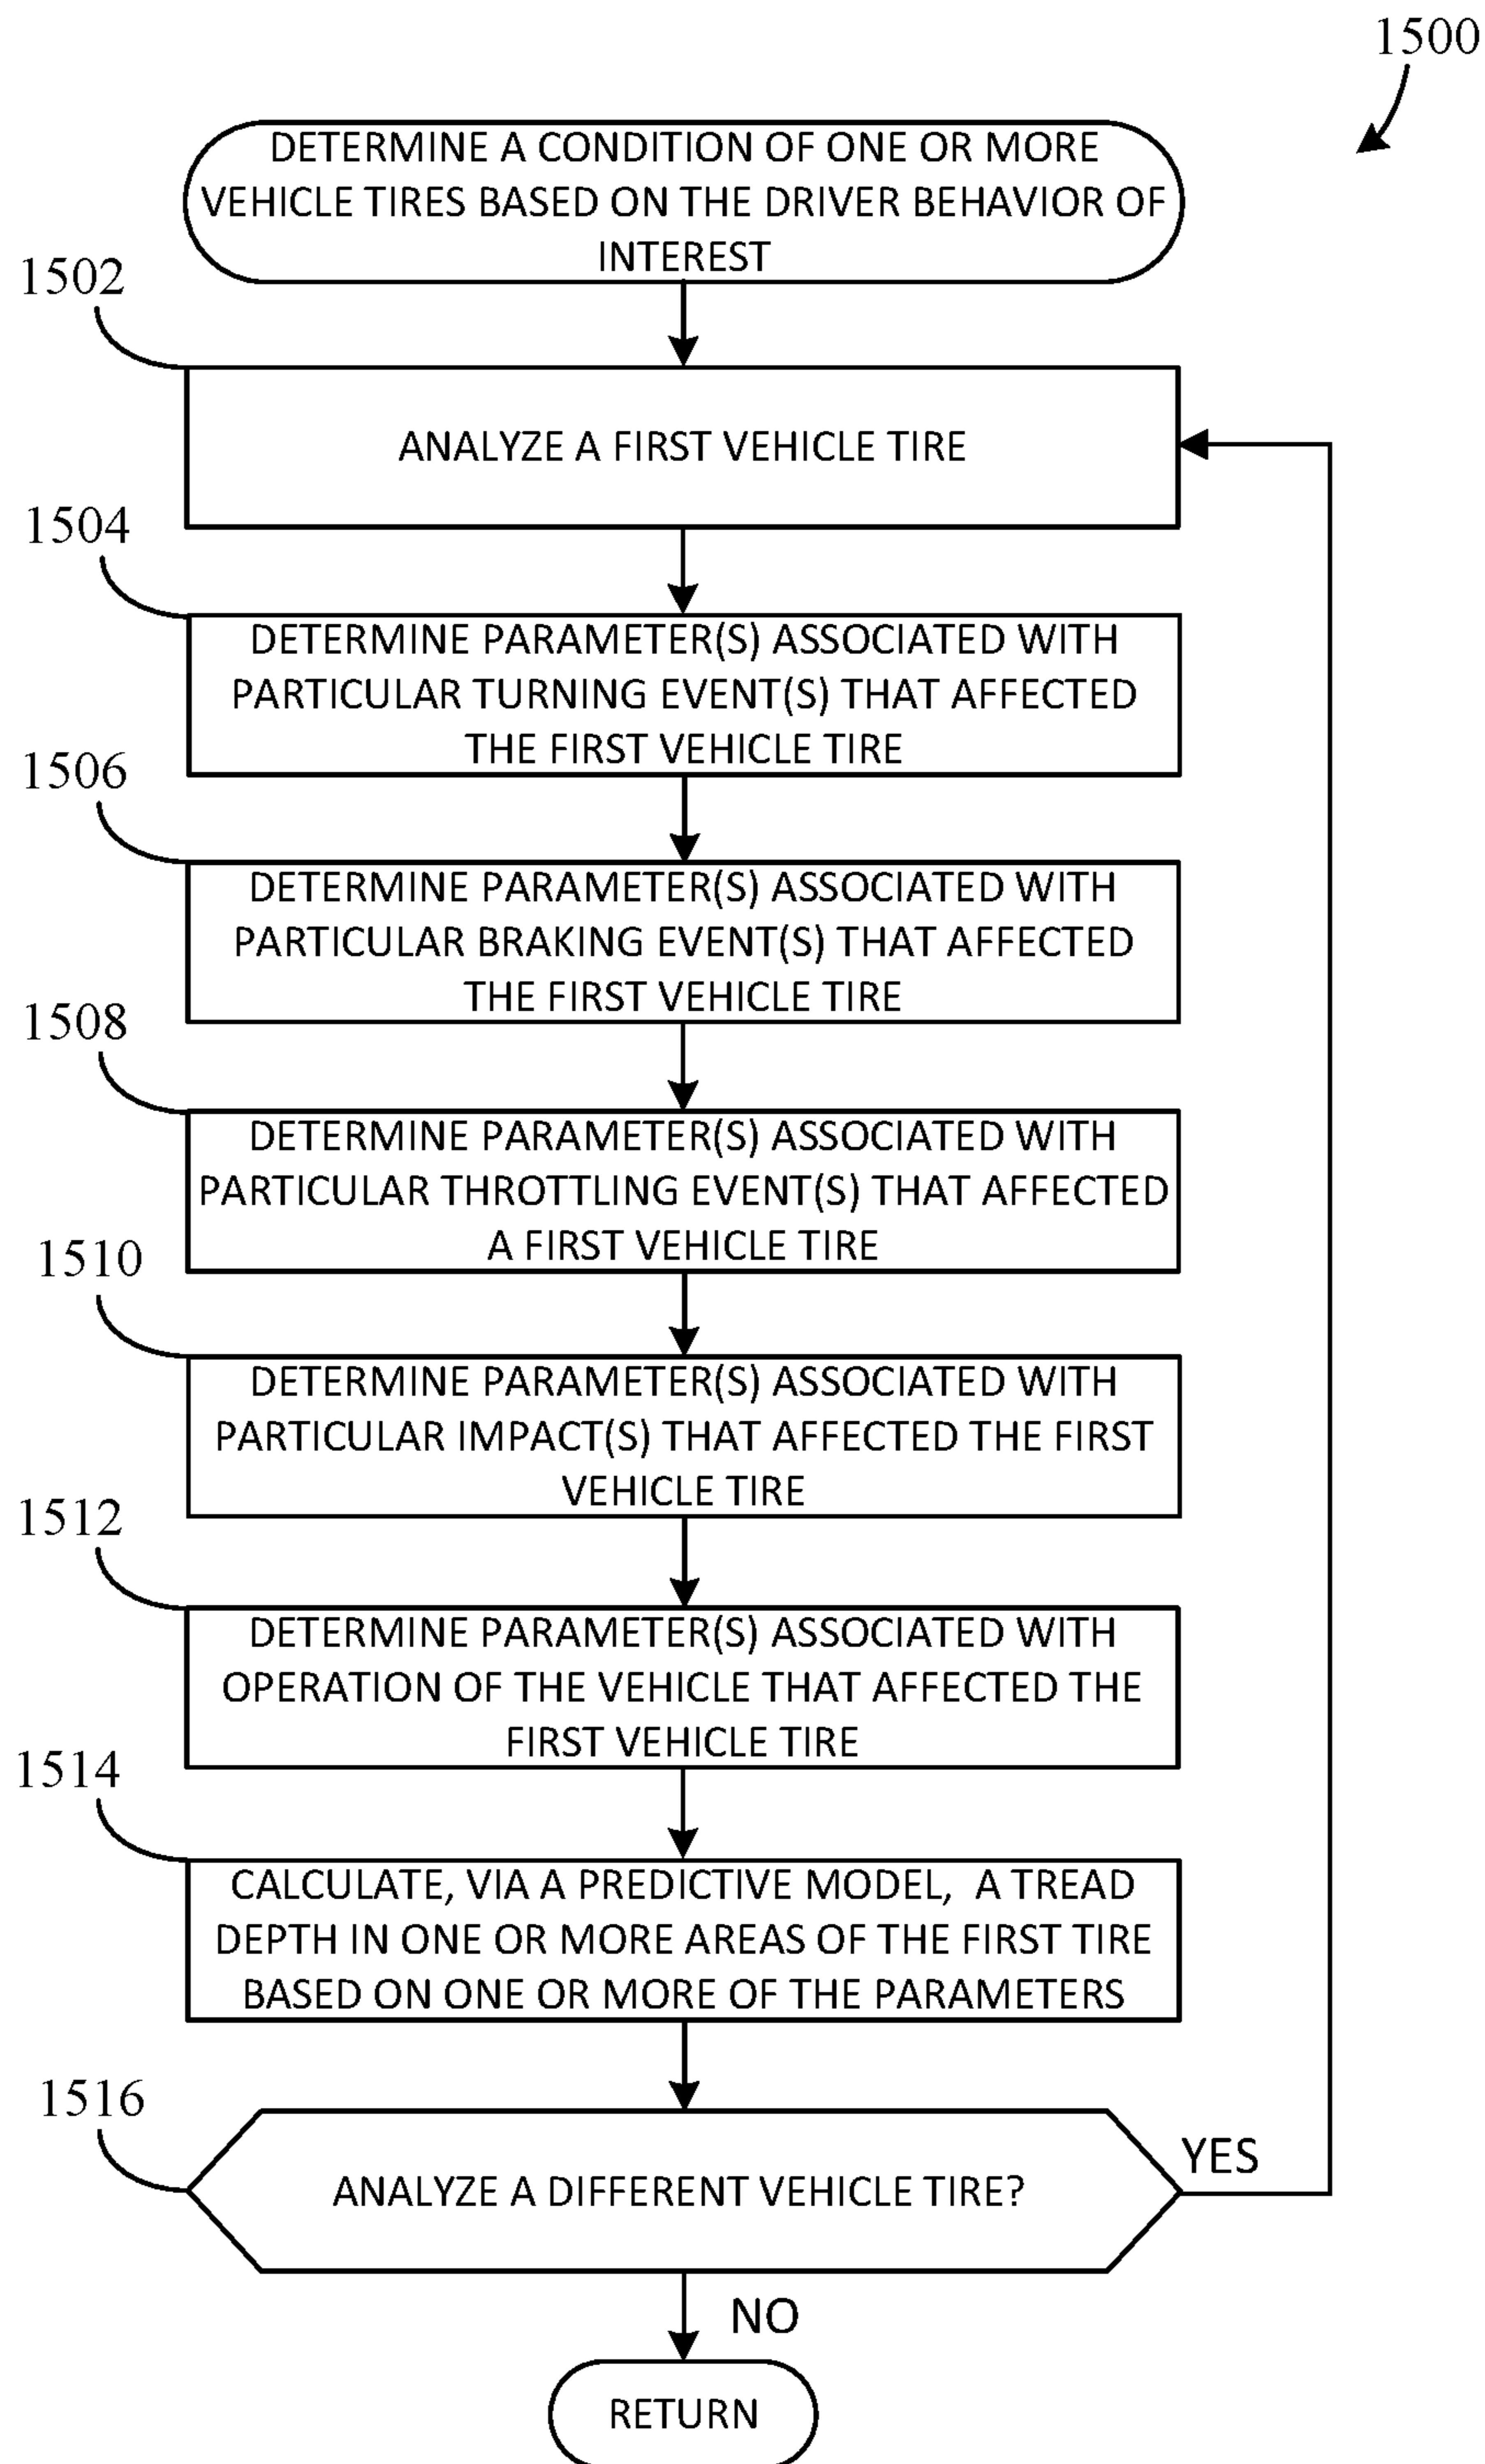 1500
DETERMINE A CONDITION OF ONE OR MORE
VEHICLE TIRES BASED ON THE DRIVER BEHAVIOR OF
INTEREST
1502
ANALYZE A FIRST VEHICLE TIRE
1504
DETERMINE PARAMETER(S) ASSOCIATED WITH
PARTICULAR TURNING EVENT(S) THAT AFFECTED
THE FIRST VEHICLE TIRE
1506
DETERMINE PARAMETER(S) ASSOCIATED WITH
PARTICULAR BRAKING EVENT(S) THAT AFFECTED
THE FIRST VEHICLE TIRE
1508
DETERMINE PARAMETER(S) ASSOCIATED WITH
PARTICULAR THROTTLING EVENT(S) THAT AFFECTED
A FIRST VEHICLE TIRE
1510
DETERMINE PARAMETER(S) ASSOCIATED WITH
PARTICULAR IMPACT(S) THAT AFFECTED THE FIRST
VEHICLE TIRE
1512
DETERMINE PARAMETER(S) ASSOCIATED WITH
OPERATION OF THE VEHICLE THAT AFFECTED THE
FIRST VEHICLE TIRE
1514
CALCULATE, VIA A PREDICTIVE MODEL, A TREAD
DEPTH IN ONE OR MORE AREAS OF THE FIRST TIRE
BASED ON ONE OR MORE OF THE PARAMETERS
1516
ANALYZE A DIFFERENT VEHICLE TIRE?
YES
NO
RETURN